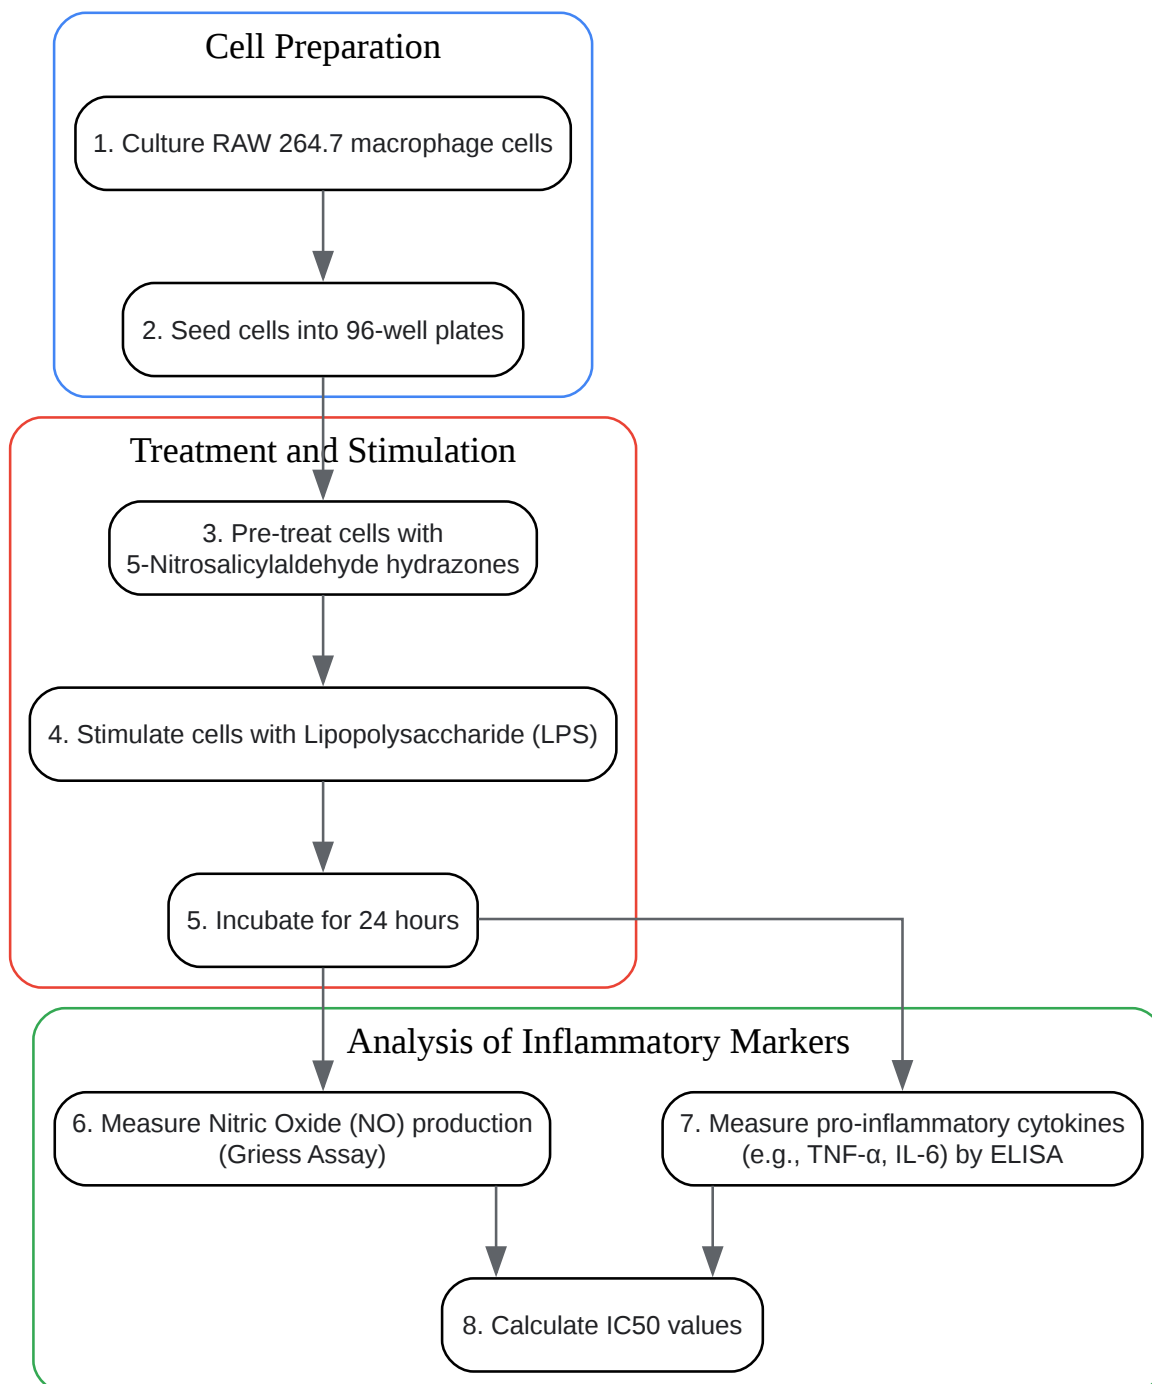 Cell Preparation
1. Culture RAW 264.7 macrophage cells
2. Seed cells into 96-well plates
Treatment and Stimulation
3. Pre-treat cells with
5-Nitrosalicylaldehyde hydrazones
4. Stimulate cells with Lipopolysaccharide (LPS)
5. Incubate for 24 hours
Analysis of Inflammatory Markers
6. Measure Nitric Oxide (NO) production
(Griess Assay)
7. Measure pro-inflammatory cytokines
(e.g., TNF-α, IL-6) by ELISA
8. Calculate IC50 values